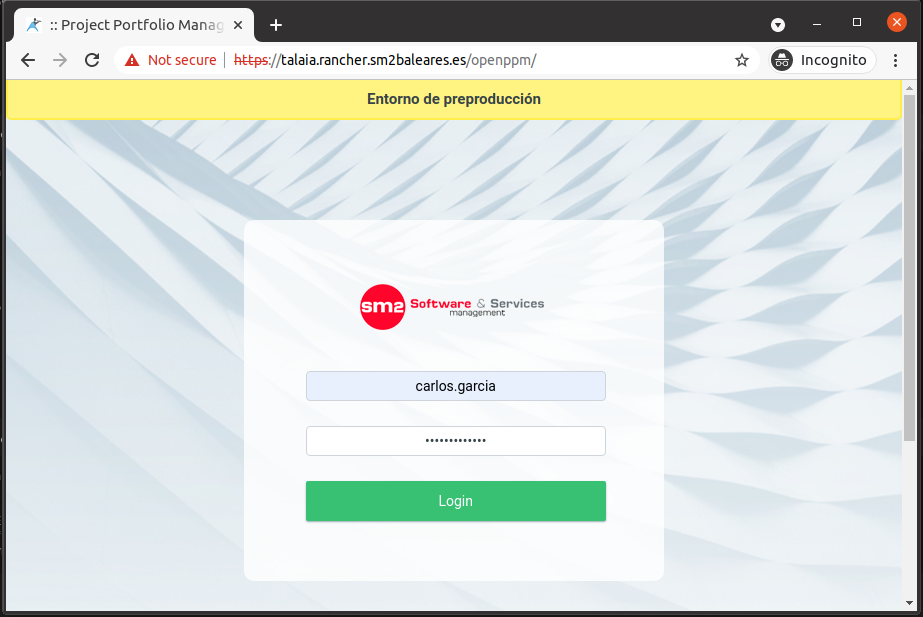 :: Project Portfolio Manag
Not secure https://talaia.rancher.sm2baleares.es/openppm/
Incognito
Entorno de preproducción
sm2 Software & Services
management
carlos.garcia
•••••••••••••
Login